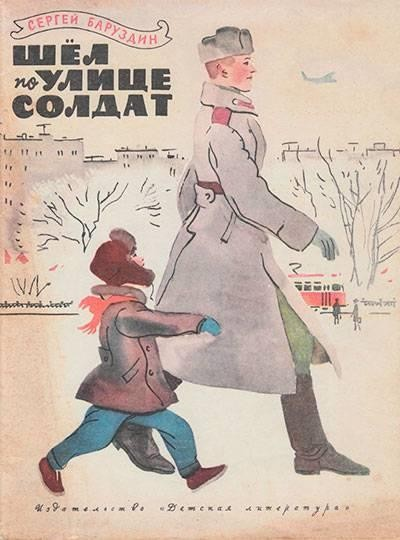 СЕРГЕЙ БАРУЗДИН
ШЁЛ
по УЛИЦЕ
СОЛДАТ
Издательство «Детская литература»